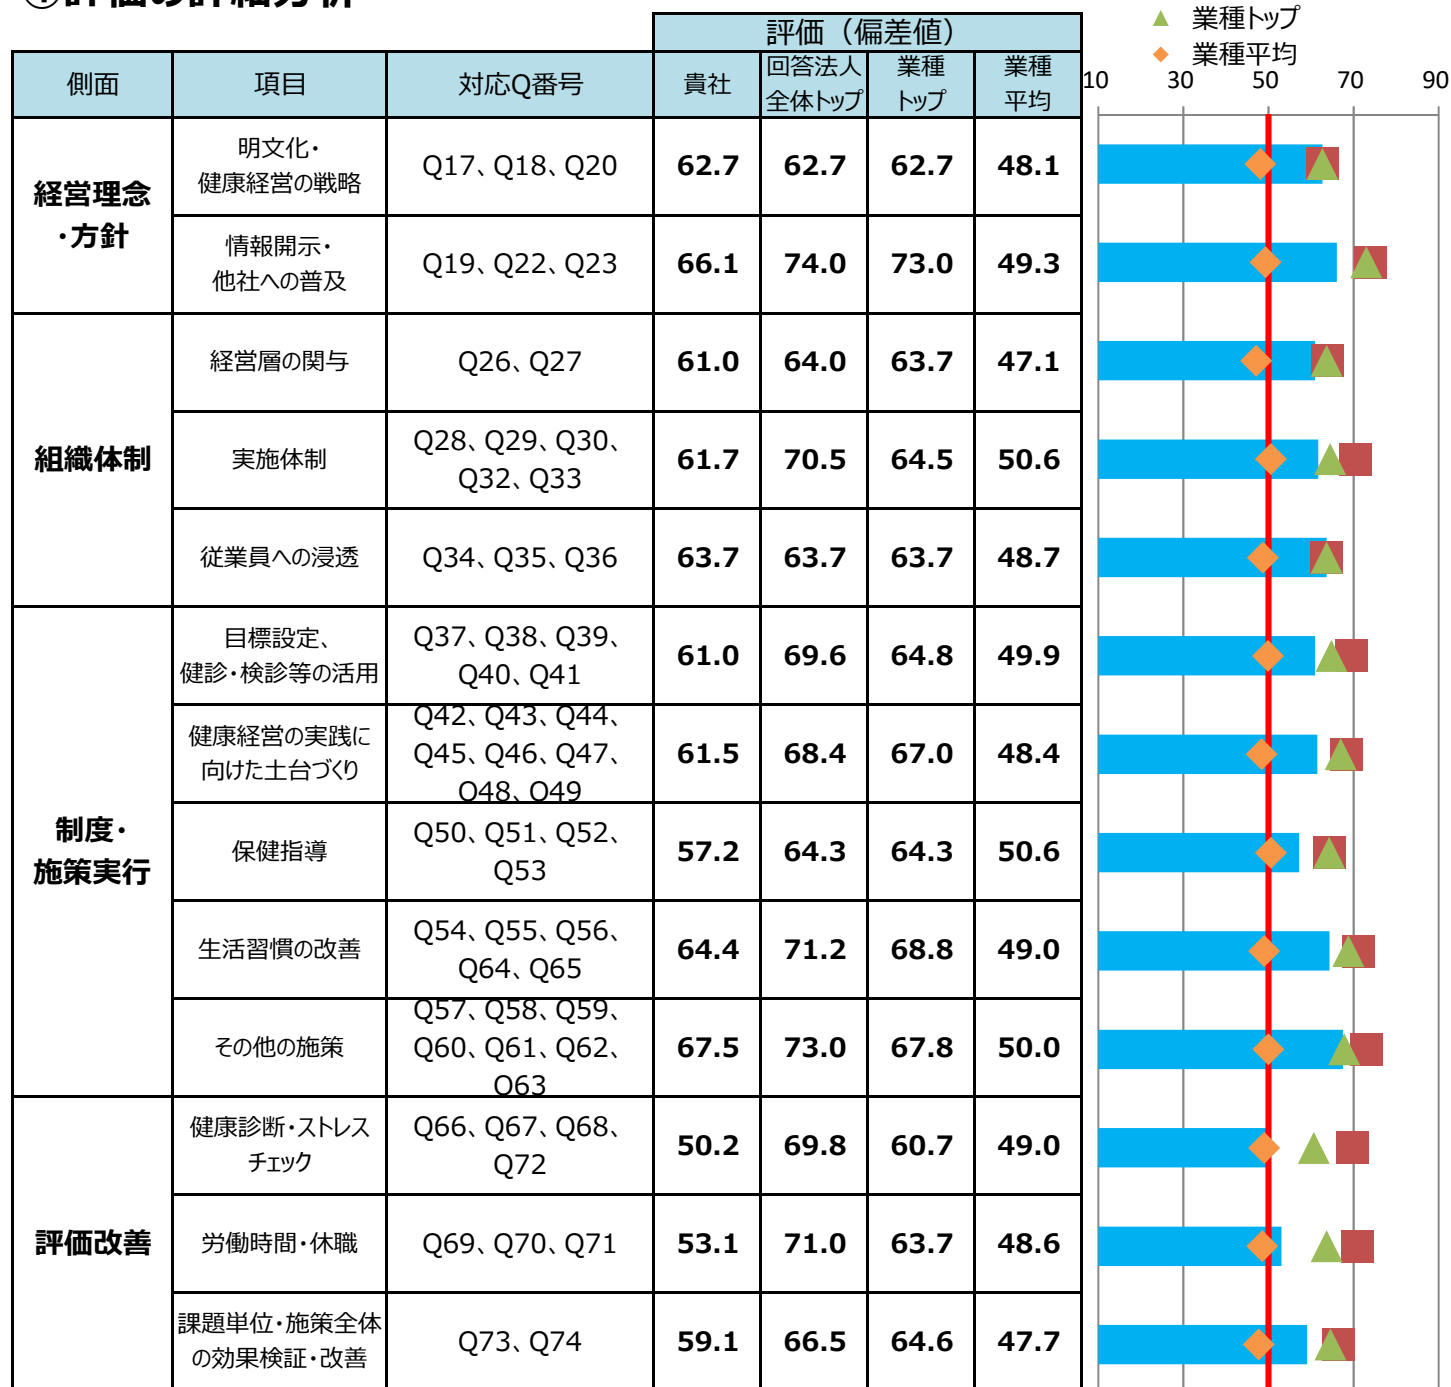 ①評価の詳細分析
▲ 業種トップ
◆ 業種平均
評価（偏差値）
側面 項目 対応Q番号 貴社 回答法人 業種 業種
全体トップ トップ 平均
10 30 50 70 90
経営理念
・方針
明文化・
健康経営の戦略
Q17、Q18、Q20 62.7 62.7 62.7 48.1
情報開示・
他社への普及
Q19、Q22、Q23 66.1 74.0 73.0 49.3
組織体制
経営層の関与 Q26、Q27 61.0 64.0 63.7 47.1
実施体制
Q28、Q29、Q30、
Q32、Q33
61.7 70.5 64.5 50.6
従業員への浸透 Q34、Q35、Q36 63.7 63.7 63.7 48.7
制度・
施策実行
目標設定、
健診・検診等の活用
Q37、Q38、Q39、
Q40、Q41
61.0 69.6 64.8 49.9
健康経営の実践に
向けた土台づくり
Q42、Q43、Q44、
Q45、Q46、Q47、
Q48、Q49
61.5 68.4 67.0 48.4
保健指導
Q50、Q51、Q52、
Q53
57.2 64.3 64.3 50.6
生活習慣の改善
Q54、Q55、Q56、
Q64、Q65
64.4 71.2 68.8 49.0
その他の施策
Q57、Q58、Q59、
Q60、Q61、Q62、
Q63
67.5 73.0 67.8 50.0
評価改善
健康診断・ストレス
チェック
Q66、Q67、Q68、
Q72
50.2 69.8 60.7 49.0
労働時間・休職 Q69、Q70、Q71 53.1 71.0 63.7 48.6
課題単位・施策全体
の効果検証・改善
Q73、Q74 59.1 66.5 64.6 47.7